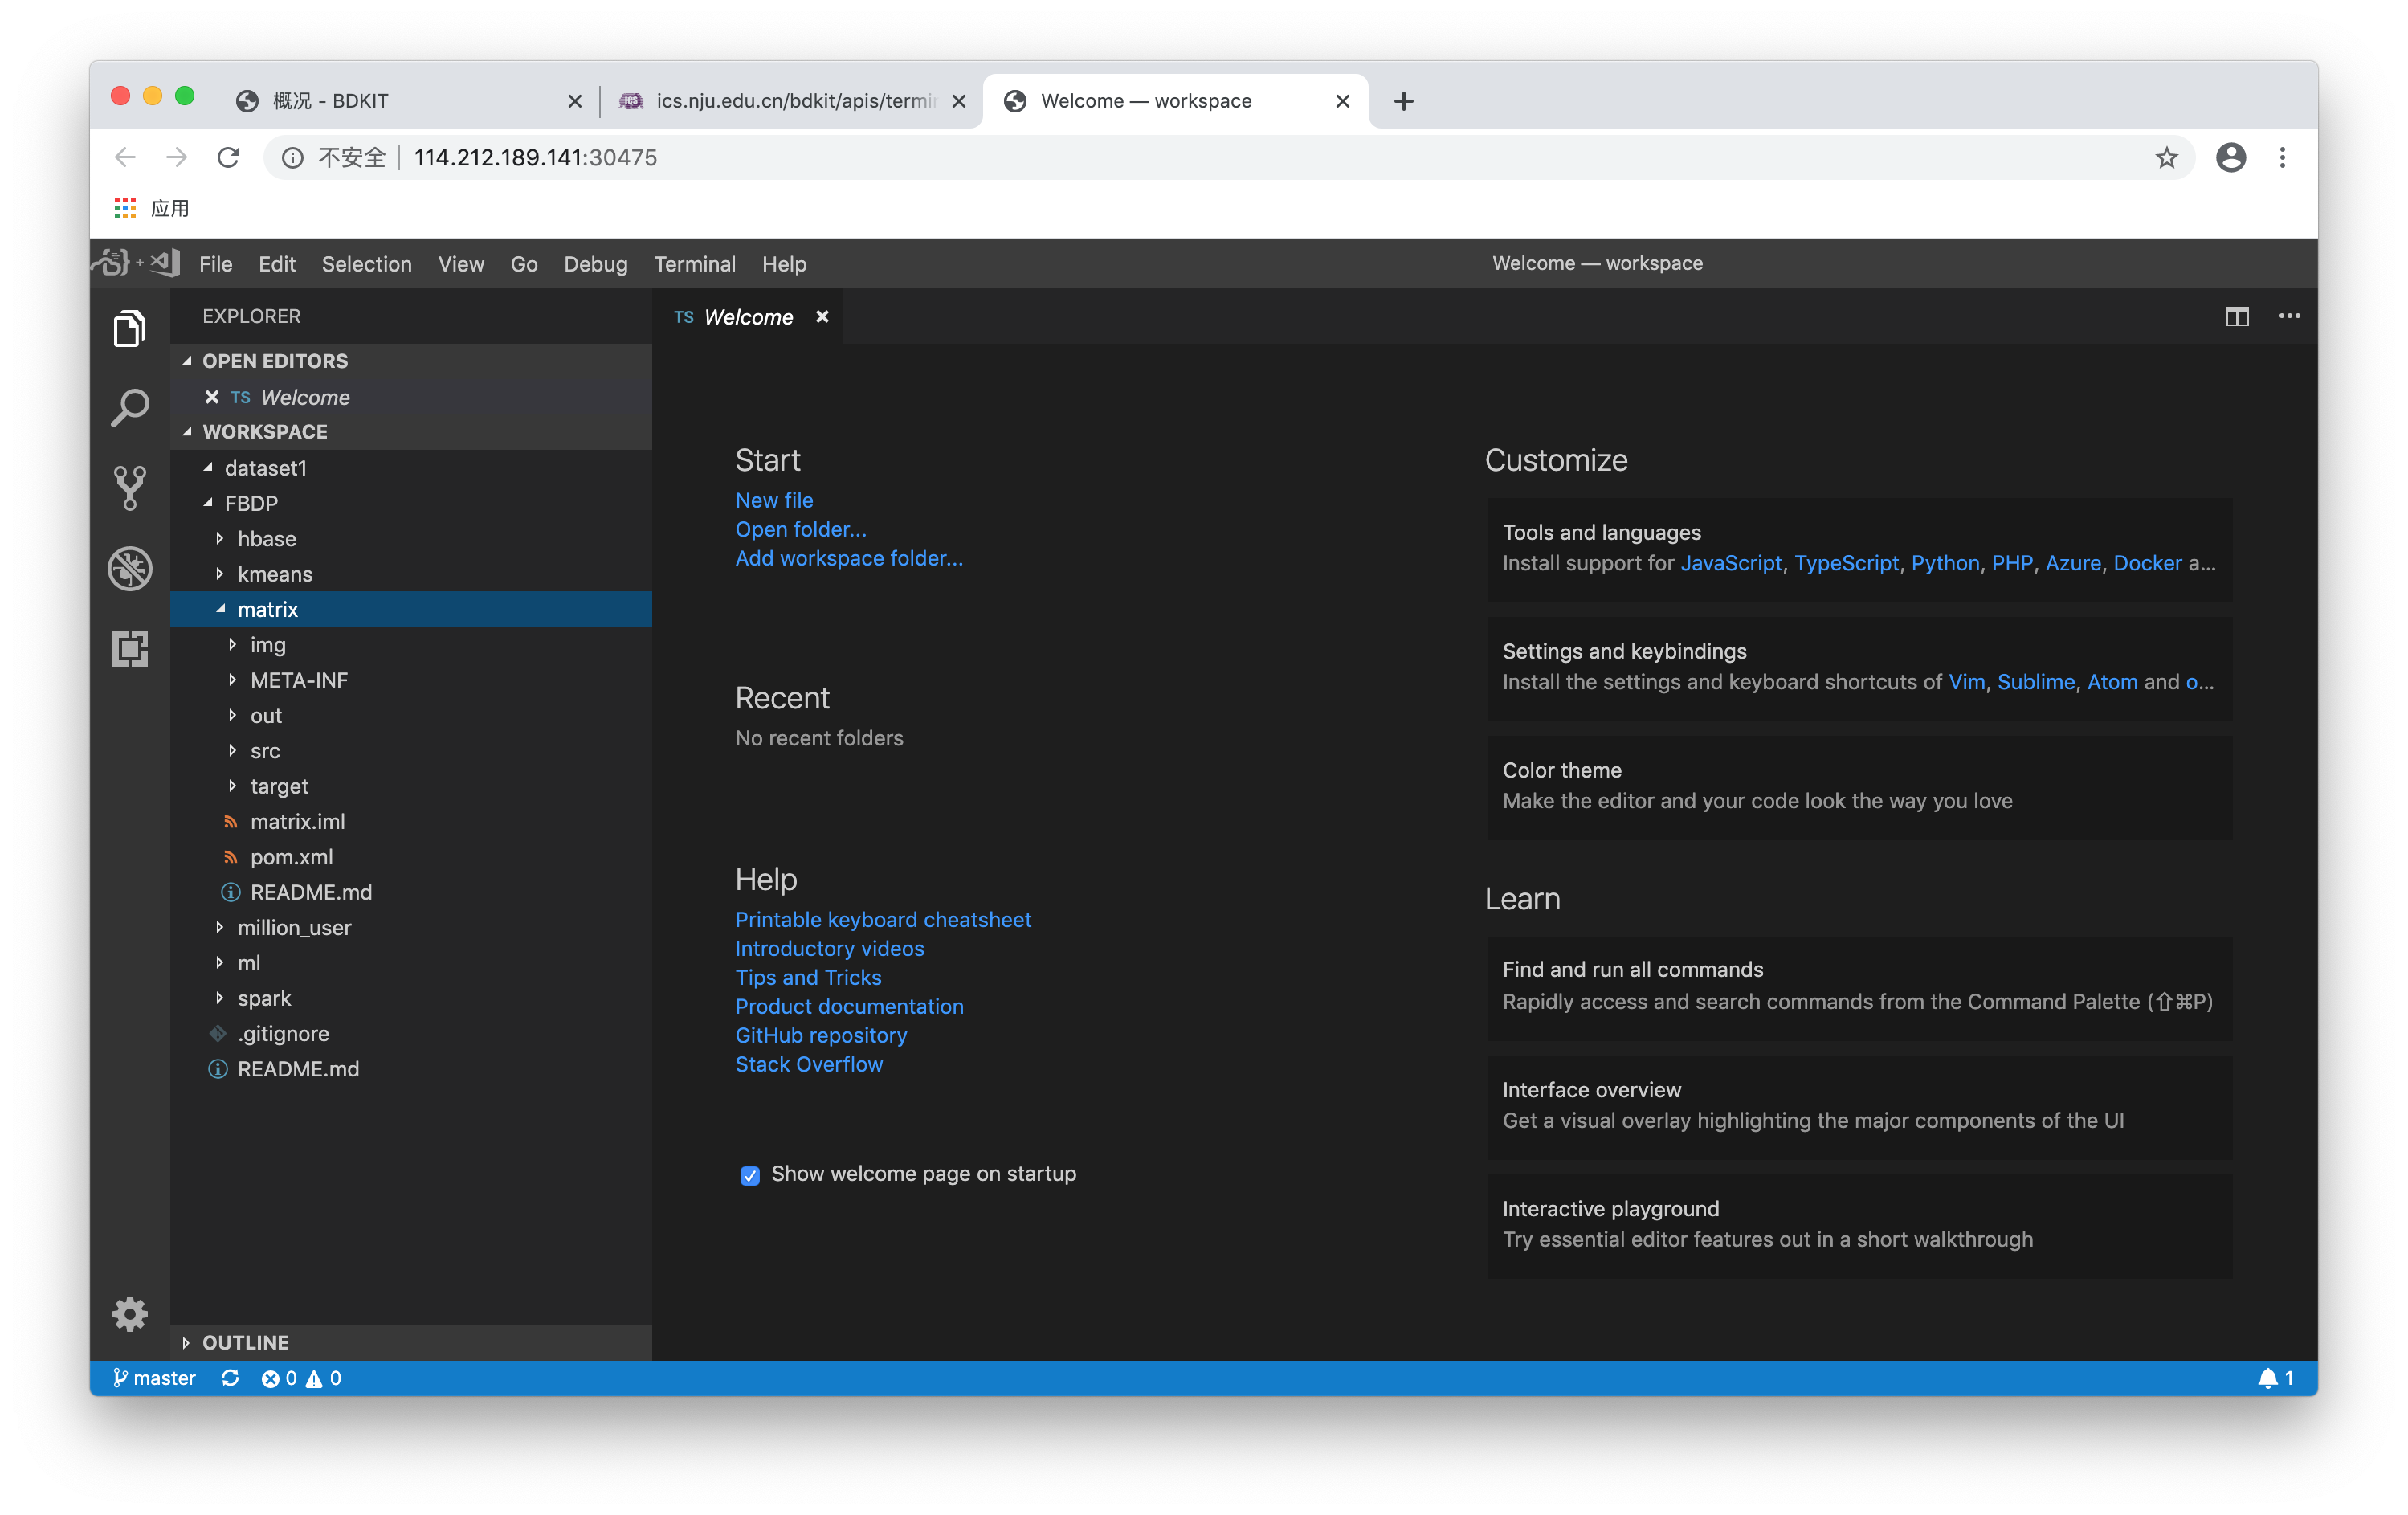 概况 - BDKIT
ics.nju.edu.cn/bdkit/apis/termin
Welcome — workspace
不安全 114.212.189.141:30475
应用
File Edit Selection View Go Debug Terminal Help
Welcome — workspace
EXPLORER
OPEN EDITORS
TS Welcome
WORKSPACE
dataset1
FBDP
hbase
kmeans
matrix
img
META-INF
out
src
target
matrix.iml
pom.xml
README.md
million_user
ml
spark
.gitignore
README.md
OUTLINE
TS Welcome
Start
New file
Open folder...
Add workspace folder...
Recent
No recent folders
Help
Printable keyboard cheatsheet
Introductory videos
Tips and Tricks
Product documentation
GitHub repository
Stack Overflow
Show welcome page on startup
Customize
Tools and languages
Install support for JavaScript, TypeScript, Python, PHP, Azure, Docker a...
Settings and keybindings
Install the settings and keyboard shortcuts of Vim, Sublime, Atom and o...
Color theme
Make the editor and your code look the way you love
Learn
Find and run all commands
Rapidly access and search commands from the Command Palette (⇧⌘P)
Interface overview
Get a visual overlay highlighting the major components of the UI
Interactive playground
Try essential editor features out in a short walkthrough
master 0 0 1